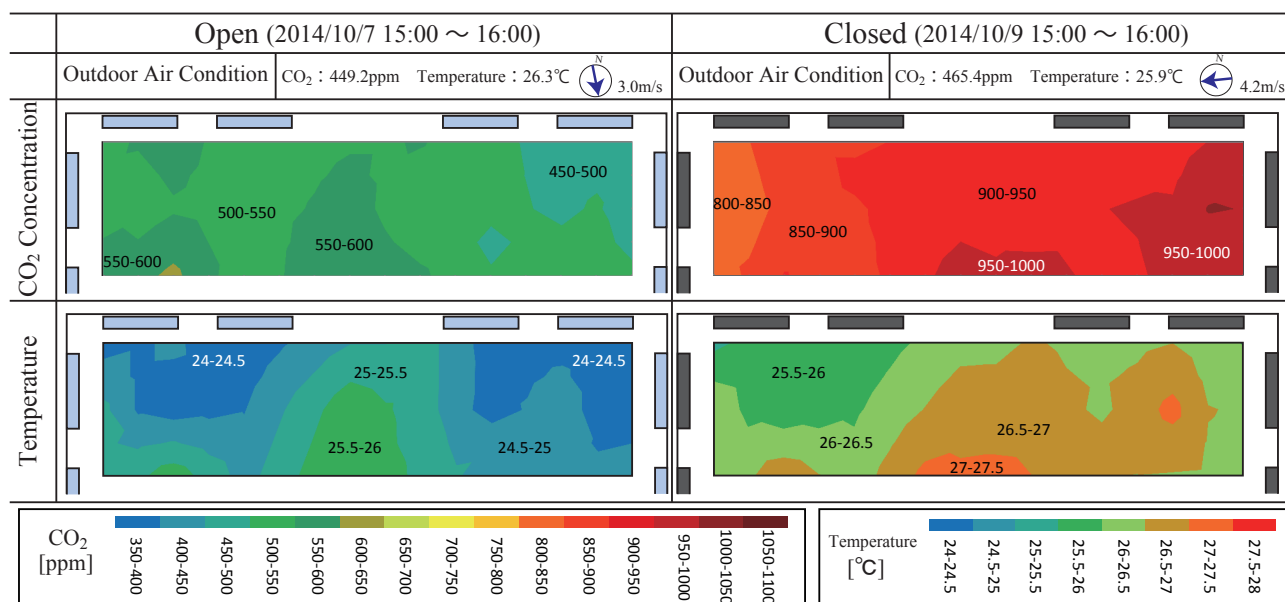 Open (2014/10/7 15:00 ～ 16:00)
Closed (2014/10/9 15:00 ～ 16:00)
Outdoor Air Condition
CO₂：449.2ppm Temperature：26.3℃
N
3.0m/s
Outdoor Air Condition
CO₂：465.4ppm Temperature：25.9℃
N
4.2m/s
CO₂ Concentration
450-500
500-550
550-600
550-600
800-850
900-950
850-900
950-1000
950-1000
Temperature
24-24.5
24-24.5
25-25.5
25.5-26
24.5-25
25.5-26
26.5-27
26-26.5
27-27.5
CO₂
[ppm]
350-400
400-450
450-500
500-550
550-600
600-650
650-700
700-750
750-800
800-850
850-900
900-950
950-1000
1000-1050
1050-1100
Temperature
[℃]
24-24.5
24.5-25
25-25.5
25.5-26
26-26.5
26.5-27
27-27.5
27.5-28